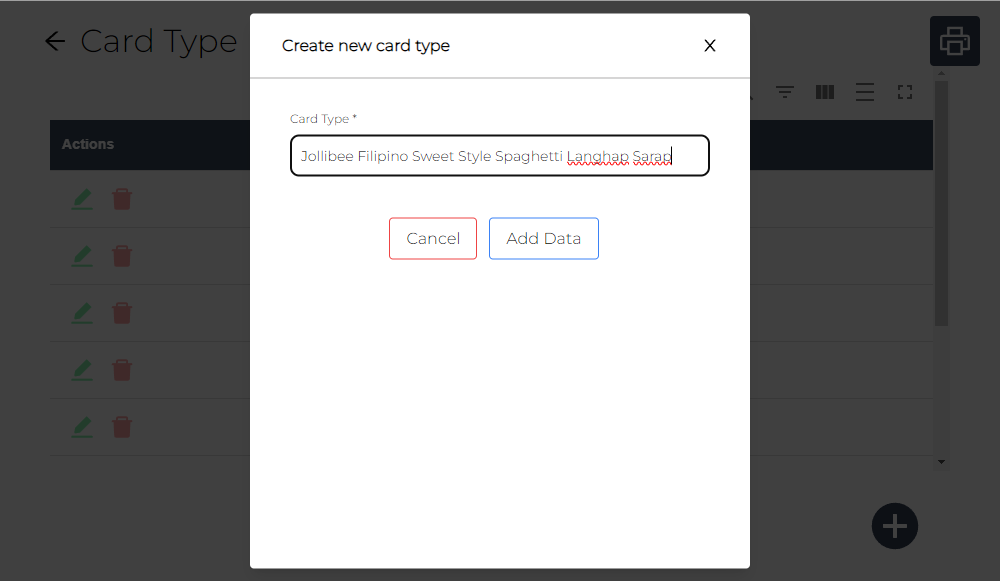 Card Type
Create new card type
X
Actions
Card Type *
Jollibee Filipino Sweet Style Spaghetti Langhap Sarap
Cancel
Add Data